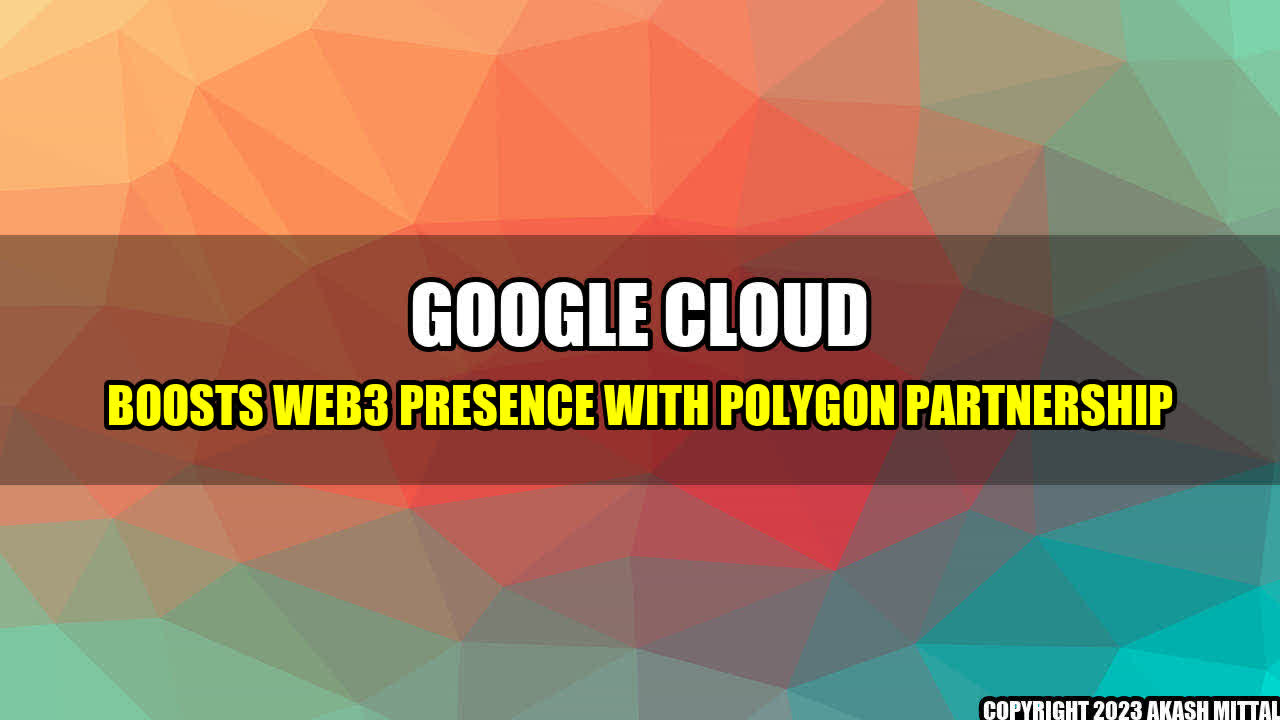 GOOGLE CLOUD
BOOSTS WEB3 PRESENCE WITH POLYGON PARTNERSHIP
COPYRIGHT 2023 AKASH MITTAL